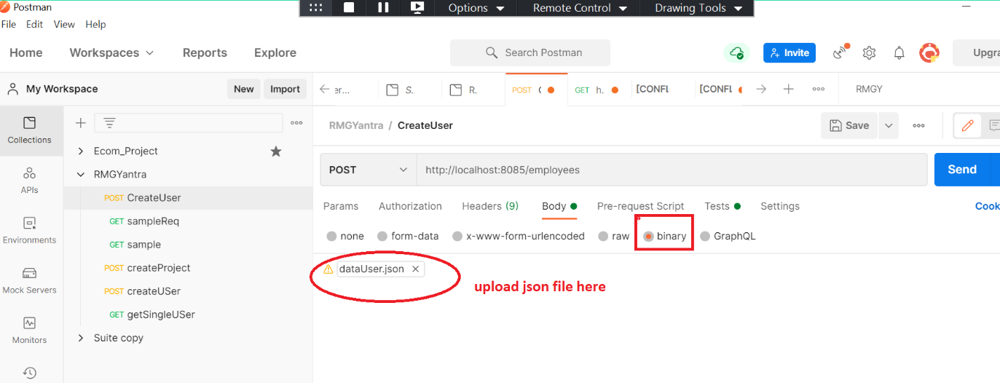 Postman
Options Remote Control Drawing Tools
File Edit View Help
Home Workspaces Reports Explore Search Postman Invite Upgra
My Workspace New Import er... S.. R. POST GET h. [CONFL [CONFL RMGY
Collections
RMGYantra / CreateUser Save
Ecom_Project
RMGYantra
POST http://localhost:8085/employees Send
APIs
POST CreateUser
GET sampleReq
GET sample
POST createProject
POST createUSer
GET getSingleUSer
Suite copy
Params Authorization Headers (9) Body Pre-request Script Tests Settings Cook
Environments
none form-data x-www-form-urlencoded raw binary GraphQL
dataUser.json
upload json file here
Mock Servers
Monitors